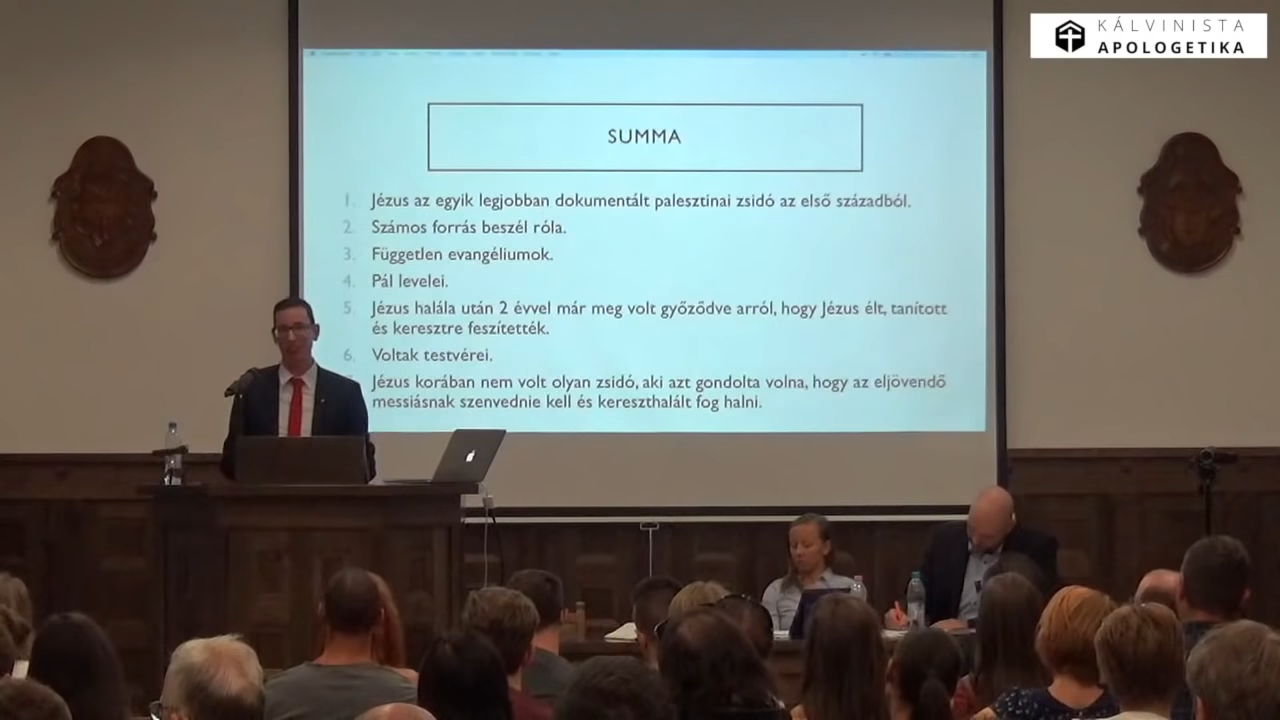 KÁLVINISTA
APOLOGETIKA
SUMMA
1. Jézus az egyik legjobban dokumentált palesztinai zsidó az első századból.
2. Számos forrás beszél róla.
3. Független evangéliumok.
4. Pál levelei.
5. Jézus halála után 2 évvel már meg volt győződve arról, hogy Jézus élt, tanított
és keresztre feszítették.
6. Voltak testvérei.
Jézus korában nem volt olyan zsidó, aki azt gondolta volna, hogy az eljövendő
messiásnak szenvednie kell és kereszthalált fog halni.